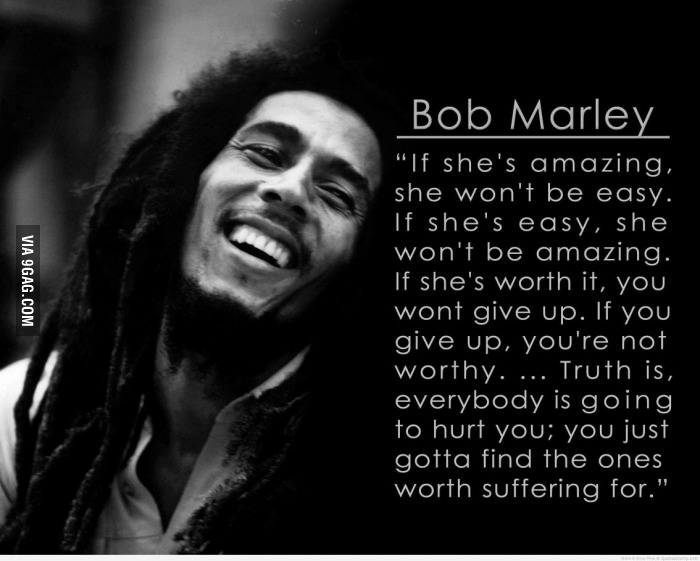 Bob Marley
“If she's amazing,
she won't be easy.
If she's easy, she
won't be amazing.
If she's worth it, you
wont give up. If you
give up, you're not
worthy. ... Truth is,
everybody is going
to hurt you; you just
gotta find the ones
worth suffering for.”
VIA 9GAG.COM